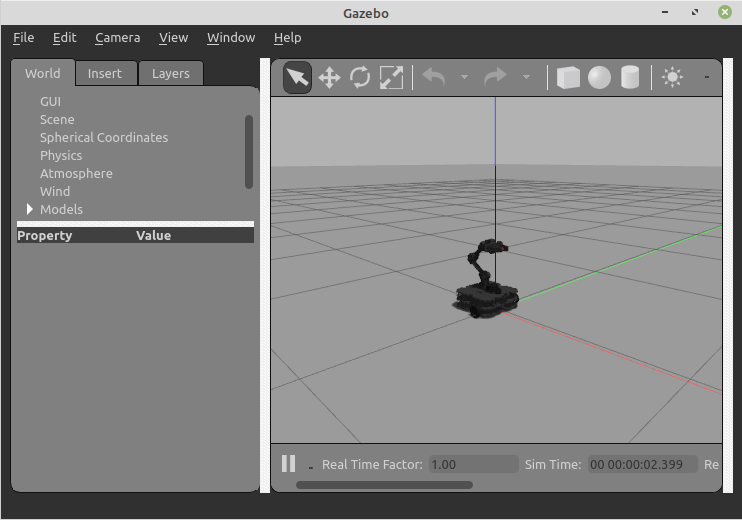 Gazebo
File Edit Camera View Window Help
World Insert Layers
GUI
Scene
Spherical Coordinates
Physics
Atmosphere
Wind
Models
Property Value
Real Time Factor: 1.00 Sim Time: 00 00:00:02.399 Re